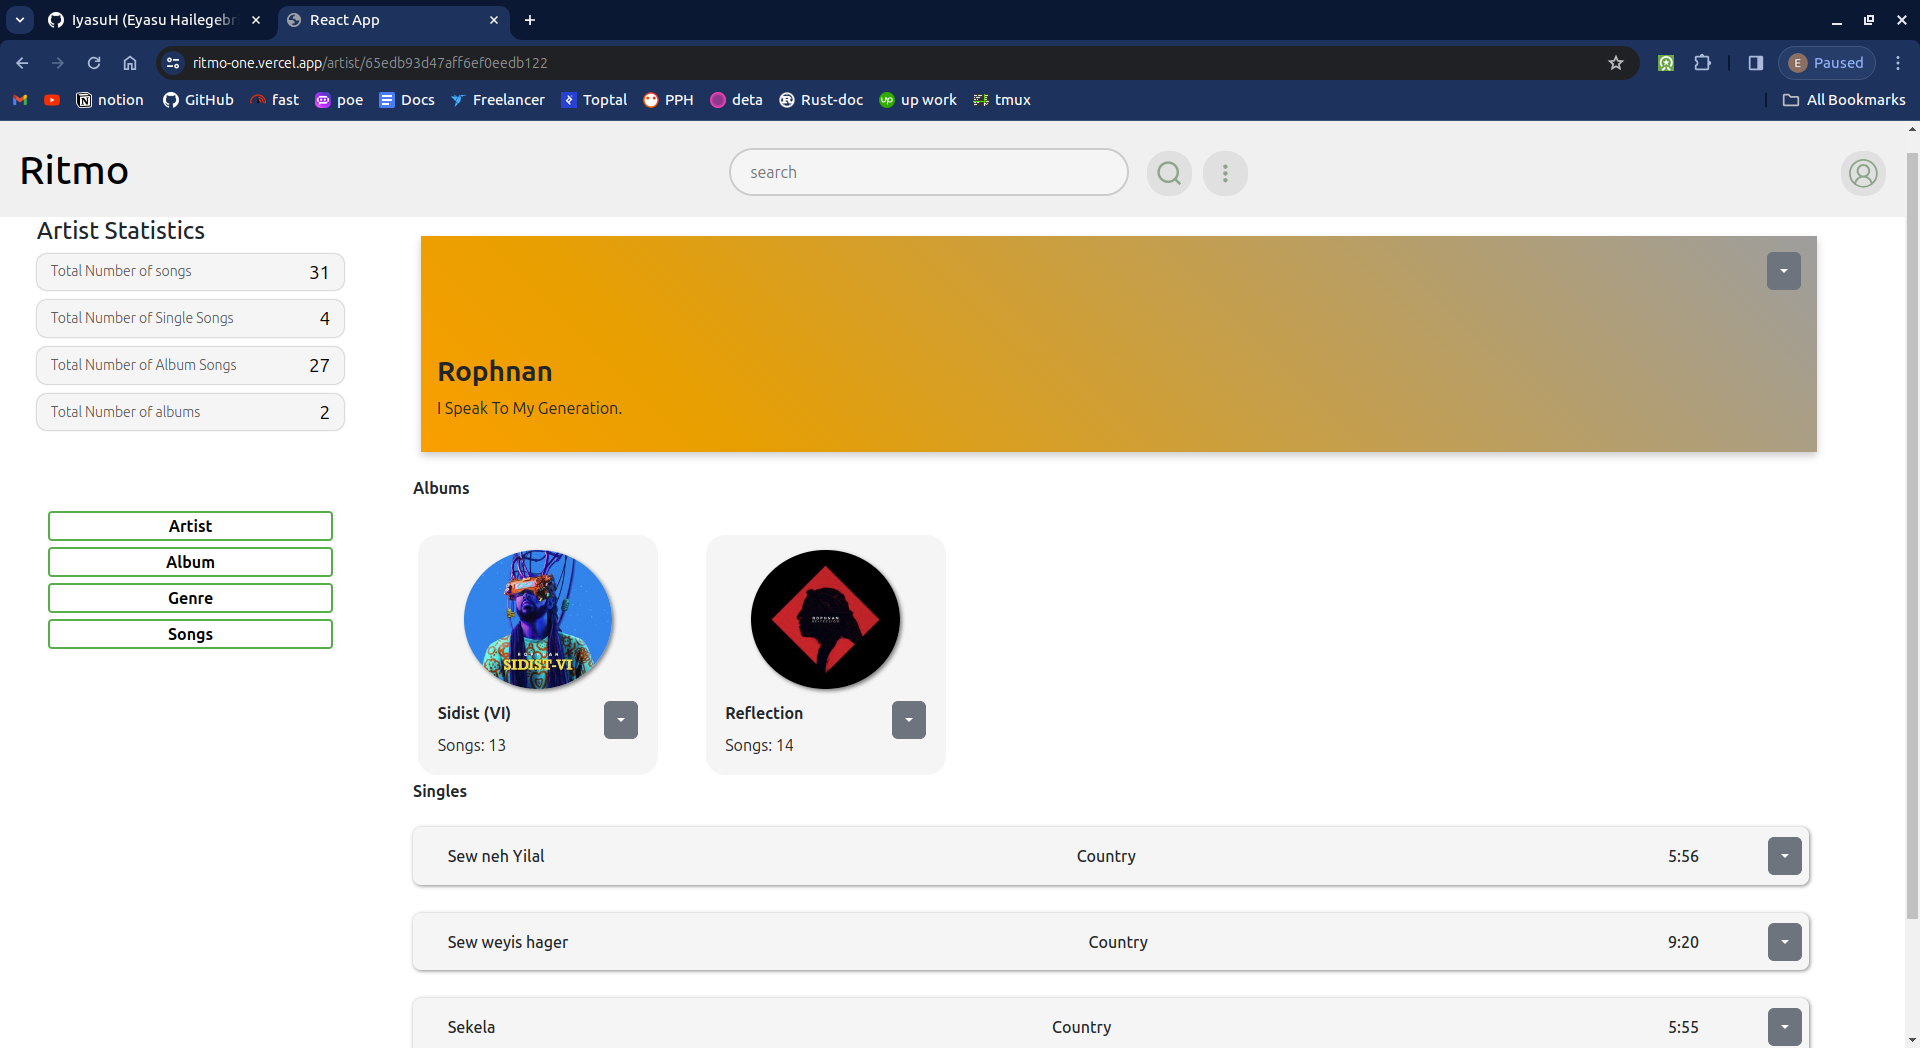 IyasuH (Eyasu Hailegebri
React App
ritmo-one.vercel.app/artist/65edb93d47aff6ef0eedb122
E Paused
notion GitHub fast poe Docs Freelancer Toptal PPH deta Rust-doc up work tmux All Bookmarks
Ritmo
search
Artist Statistics
Total Number of songs 31
Total Number of Single Songs 4
Total Number of Album Songs 27
Total Number of albums 2
Artist
Album
Genre
Songs
Rophnan
I Speak To My Generation.
Albums
ROPHNAN
SIDIST-VI
Sidist (VI)
Songs: 13
ROPHNAN
REFLECTION
Reflection
Songs: 14
Singles
Sew neh Yilal Country 5:56
Sew weyis hager Country 9:20
Sekela Country 5:55